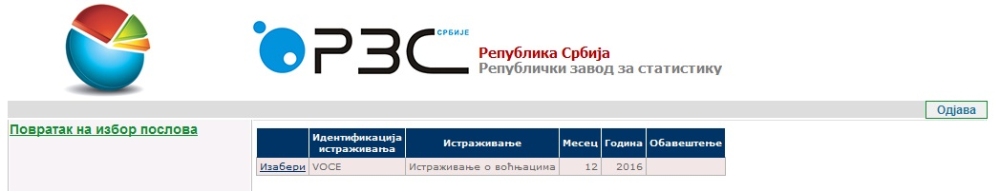 РЗС СРБИЈЕ
Република Србија
Републички завод за статистику
Одјава
Повратак на избор послова
Идентификација истраживања Истраживање Месец Година Обавештење
Изабери VOCE Истраживање о воћњацима 12 2016